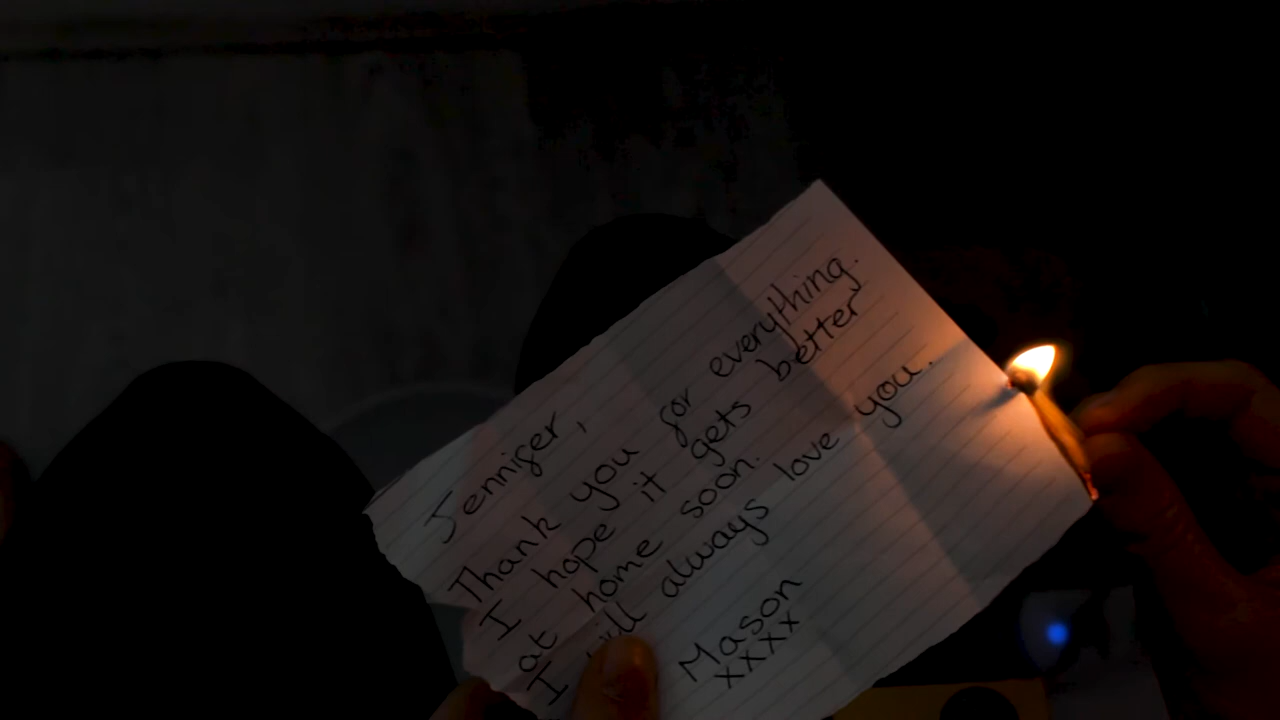 Jennifer,
Thank you for everything.
I hope it gets better
at home soon.
I will always love you.
Mason
xxxx